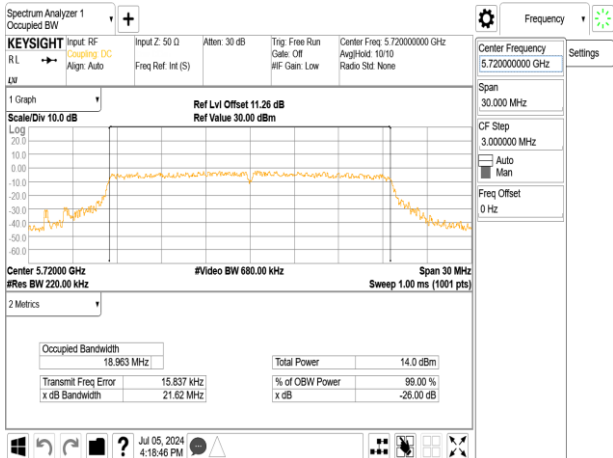 Spectrum Analyzer 1
Occupied BW
+
Frequency
KEYSIGHT
RL
LXI
Input: RF
Coupling: DC
Align: Auto
Input Z: 50 Ω
Freq Ref: Int (S)
Atten: 30 dB
Trig: Free Run
Gate: Off
#IF Gain: Low
Center Freq: 5.720000000 GHz
Avg|Hold: 10/10
Radio Std: None
Center Frequency
5.720000000 GHz
Settings
Span
30.000 MHz
CF Step
3.000000 MHz
Auto
Man
Freq Offset
0 Hz
1 Graph
Scale/Div 10.0 dB
Ref Lvl Offset 11.26 dB
Ref Value 30.00 dBm
Log
20.0
10.0
0.00
-10.0
-20.0
-30.0
-40.0
-50.0
-60.0
Center 5.72000 GHz
#Video BW 680.00 kHz
Span 30 MHz
#Res BW 220.00 kHz
Sweep 1.00 ms (1001 pts)
2 Metrics
Occupied Bandwidth
18.963 MHz
Total Power 14.0 dBm
Transmit Freq Error 15.837 kHz
% of OBW Power 99.00 %
x dB Bandwidth 21.62 MHz
x dB -26.00 dB
?
Jul 05, 2024
4:18:46 PM